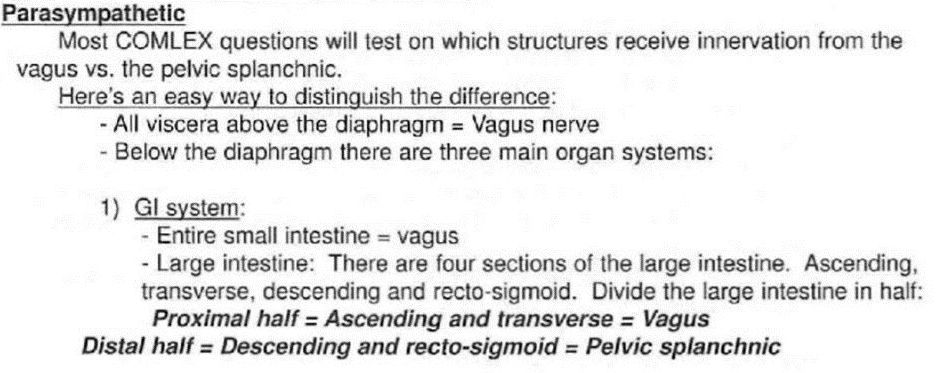 Parasympathetic
Most COMLEX questions will test on which structures receive innervation from the
vagus vs. the pelvic splanchnic.
Here's an easy way to distinguish the difference:
- All viscera above the diaphragm = Vagus nerve
- Below the diaphragm there are three main organ systems:
1) GI system:
- Entire small intestine = vagus
- Large intestine: There are four sections of the large intestine. Ascending,
transverse, descending and recto-sigmoid. Divide the large intestine in half:
Proximal half = Ascending and transverse = Vagus
Distal half = Descending and recto-sigmoid = Pelvic splanchnic